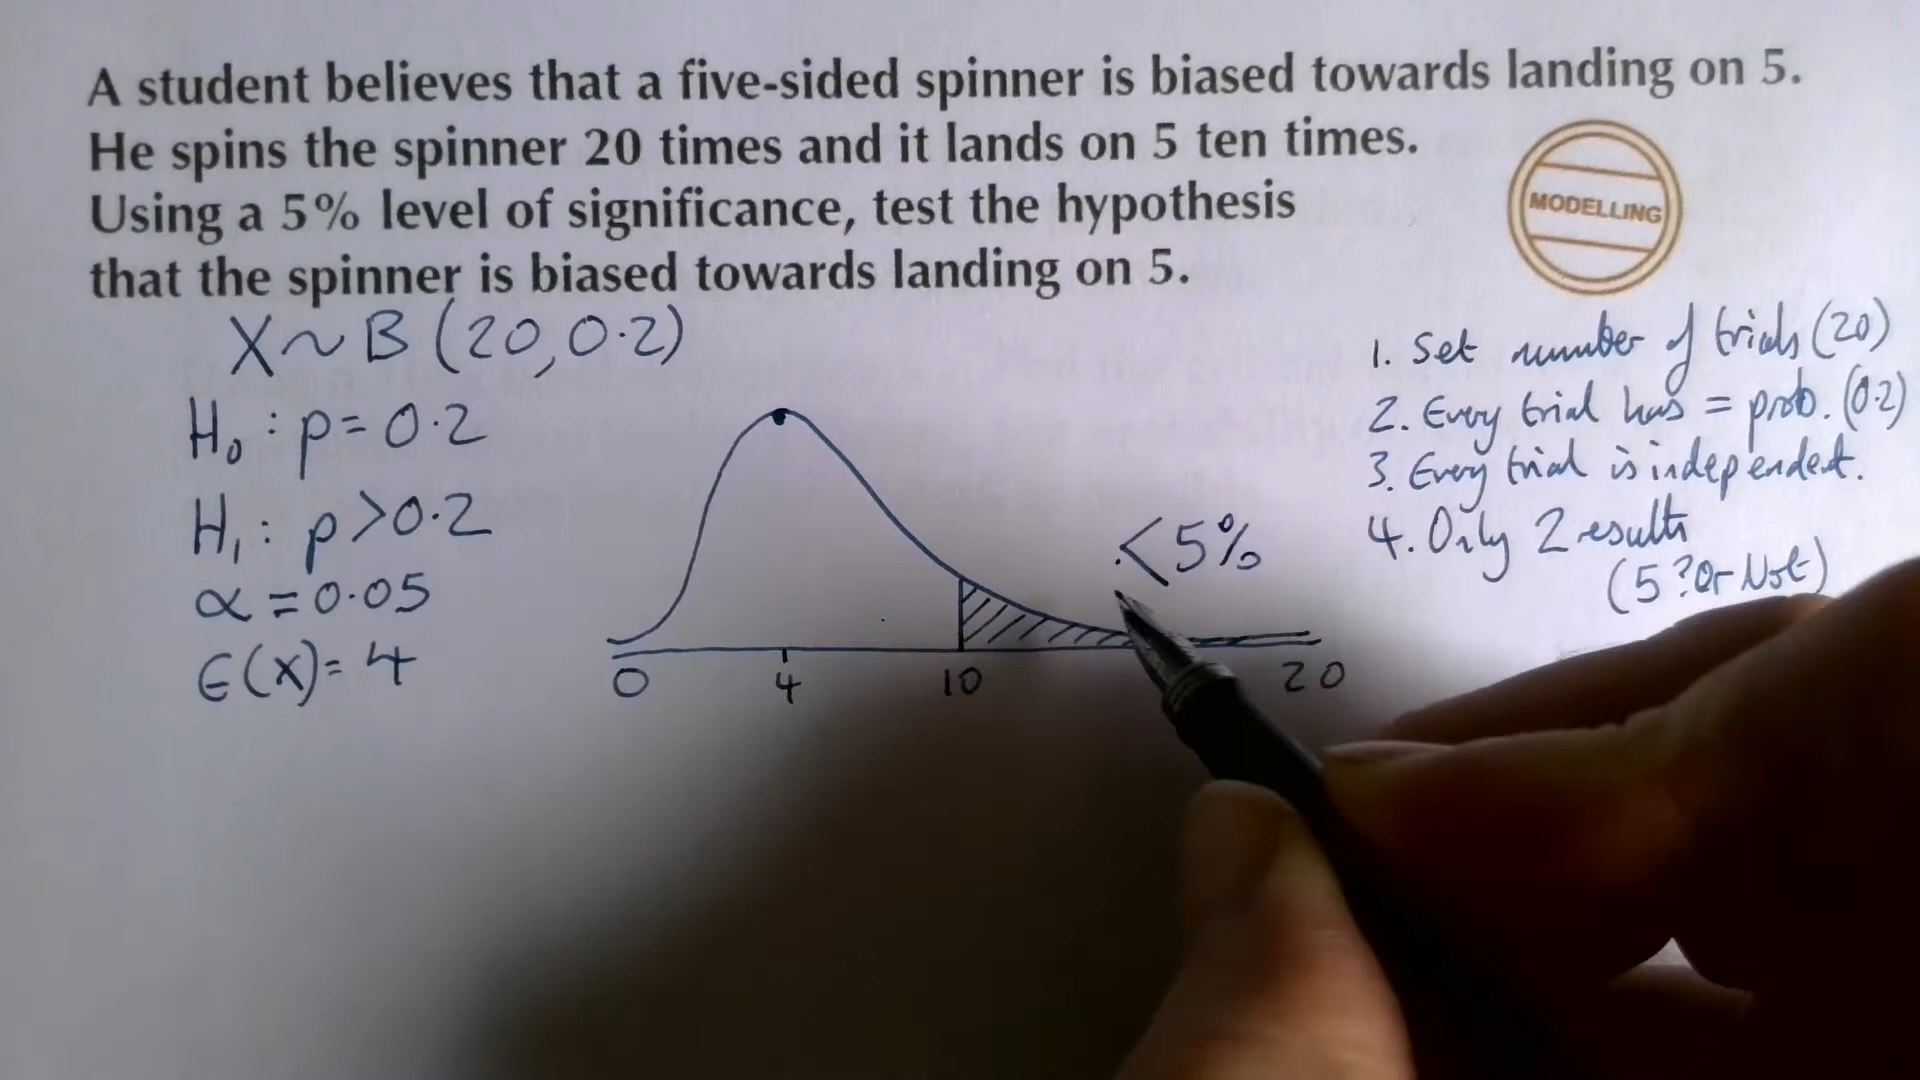 A student believes that a five-sided spinner is biased towards landing on 5.
He spins the spinner 20 times and it lands on 5 ten times.
Using a 5% level of significance, test the hypothesis
that the spinner is biased towards landing on 5.
MODELLING
X~B(20,0·2)
H₀: p=0·2
H₁: p>0·2
α=0·05
E(X)=4
<5%
0
4
10
20
1. Set number of trials (20)
2. Every trial has = prob. (0·2)
3. Every trial is independent.
4. Only 2 results
(5? or Not)